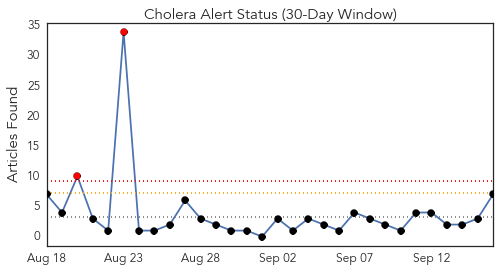 Cholera Alert Status (30-Day Window)
Articles Found
35
30
25
20
15
10
5
0
Aug 18 Aug 23 Aug 28 Sep 02 Sep 07 Sep 12